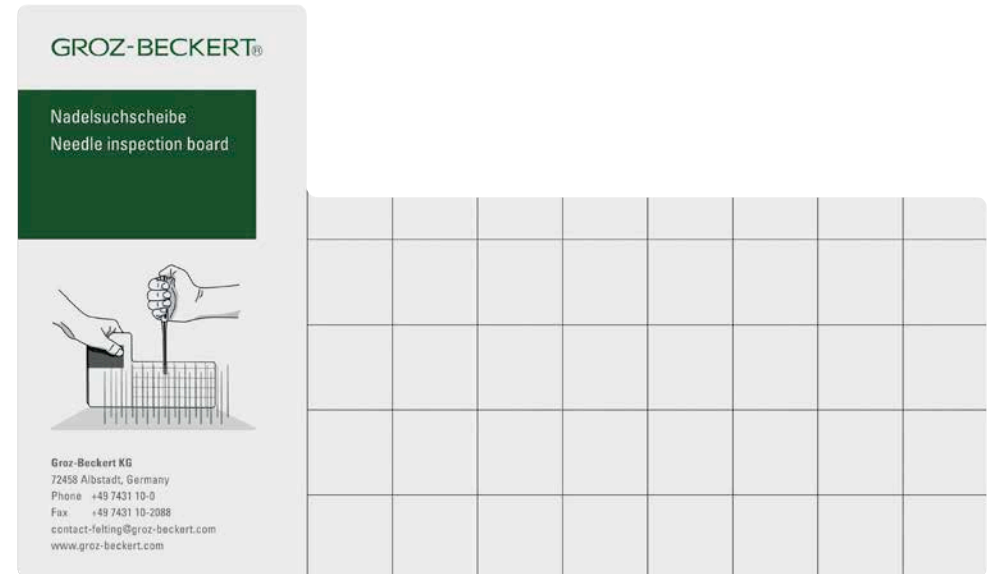 GROZ-BECKERT®
Nadelsuchscheibe
Needle inspection board
Groz-Beckert KG
72458 Albstadt, Germany
Phone +49 7431 10-0
Fax +49 7431 10-2088
contact-felting@groz-beckert.com
www.groz-beckert.com